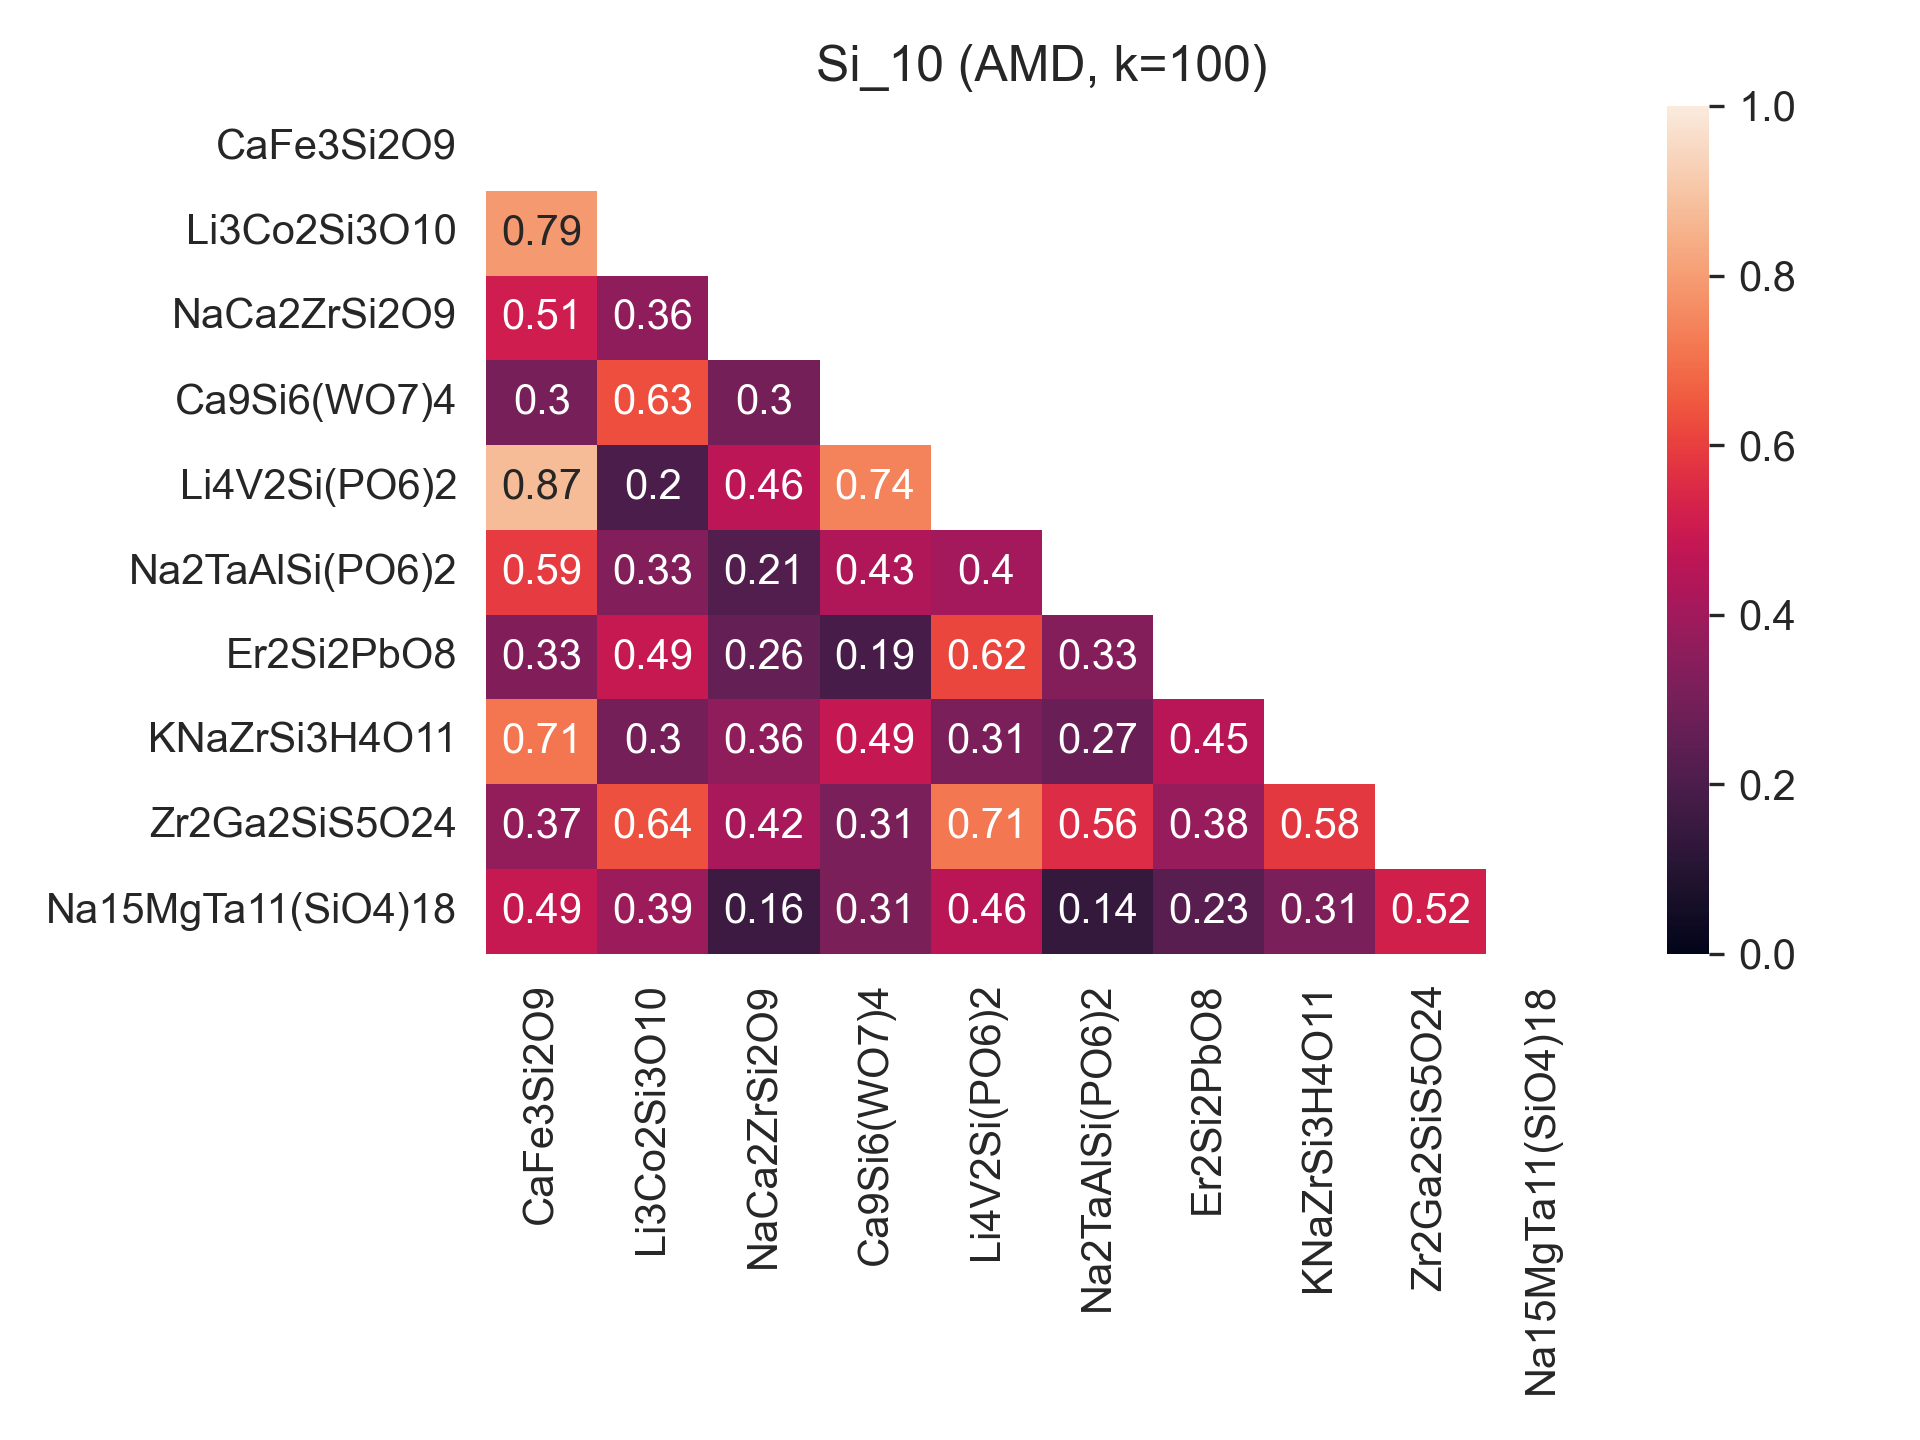 Si_10 (AMD, k=100)
CaFe3Si2O9
Li3Co2Si3O10 0.79
NaCa2ZrSi2O9 0.51 0.36
Ca9Si6(WO7)4 0.3 0.63 0.3
Li4V2Si(PO6)2 0.87 0.2 0.46 0.74
Na2TaAlSi(PO6)2 0.59 0.33 0.21 0.43 0.4
Er2Si2PbO8 0.33 0.49 0.26 0.19 0.62 0.33
KNaZrSi3H4O11 0.71 0.3 0.36 0.49 0.31 0.27 0.45
Zr2Ga2SiS5O24 0.37 0.64 0.42 0.31 0.71 0.56 0.38 0.58
Na15MgTa11(SiO4)18 0.49 0.39 0.16 0.31 0.46 0.14 0.23 0.31 0.52
CaFe3Si2O9
Li3Co2Si3O10
NaCa2ZrSi2O9
Ca9Si6(WO7)4
Li4V2Si(PO6)2
Na2TaAlSi(PO6)2
Er2Si2PbO8
KNaZrSi3H4O11
Zr2Ga2SiS5O24
Na15MgTa11(SiO4)18
1.0
0.8
0.6
0.4
0.2
0.0